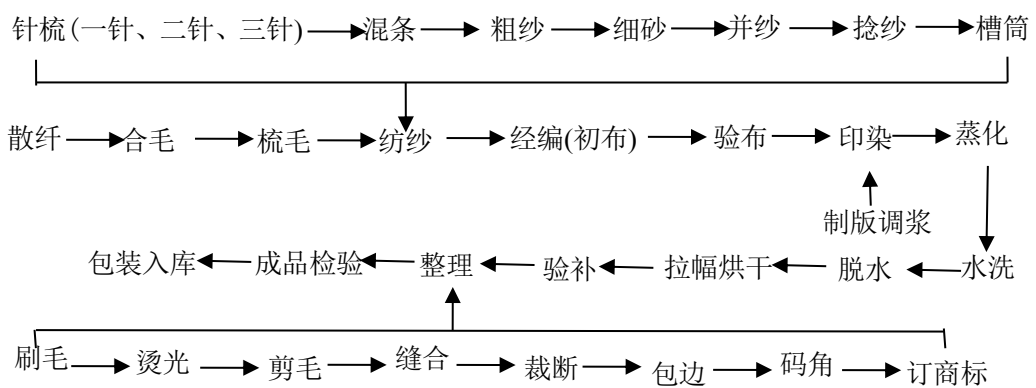 针梳(一针、二针、三针) 混条 粗纱 细砂 并纱 捻纱 槽筒
散纤 合毛 梳毛 纺纱 经编(初布) 验布 印染 蒸化
制版调浆
包装入库 成品检验 整理 验补 拉幅烘干 脱水 水洗
刷毛 烫光 剪毛 缝合 裁断 包边 码角 订商标